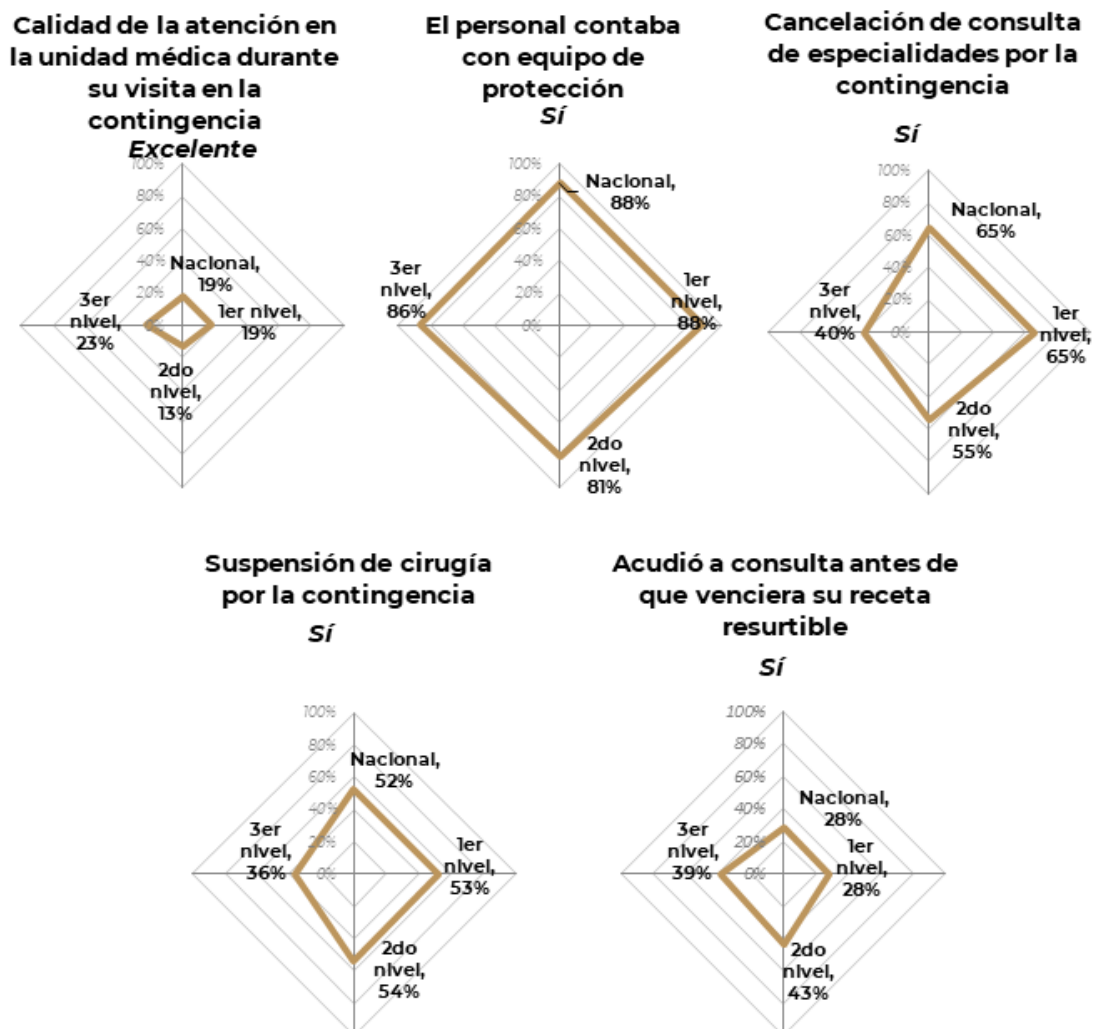 Calidad de la atención en
la unidad médica durante
su visita en la
contingencia
Excelente
100%
80%
60%
40%
20%
0%
Nacional,
19%
1er nivel,
19%
2do
nivel,
13%
3er
nivel,
23%
El personal contaba
con equipo de
protección
Sí
100%
80%
60%
40%
20%
0%
Nacional,
88%
1er
nivel,
88%
2do
nivel,
81%
3er
nivel,
86%
Cancelación de consulta
de especialidades por la
contingencia
Sí
100%
80%
60%
40%
20%
0%
Nacional,
65%
1er
nivel,
65%
2do
nivel,
55%
3er
nivel,
40%
Suspensión de cirugía
por la contingencia
Sí
100%
80%
60%
40%
20%
0%
Nacional,
52%
1er
nivel,
53%
2do
nivel,
54%
3er
nivel,
36%
Acudió a consulta antes de
que venciera su receta
resurtible
Sí
100%
80%
60%
40%
20%
0%
Nacional,
28%
1er
nivel,
28%
2do
nivel,
43%
3er
nivel,
39%